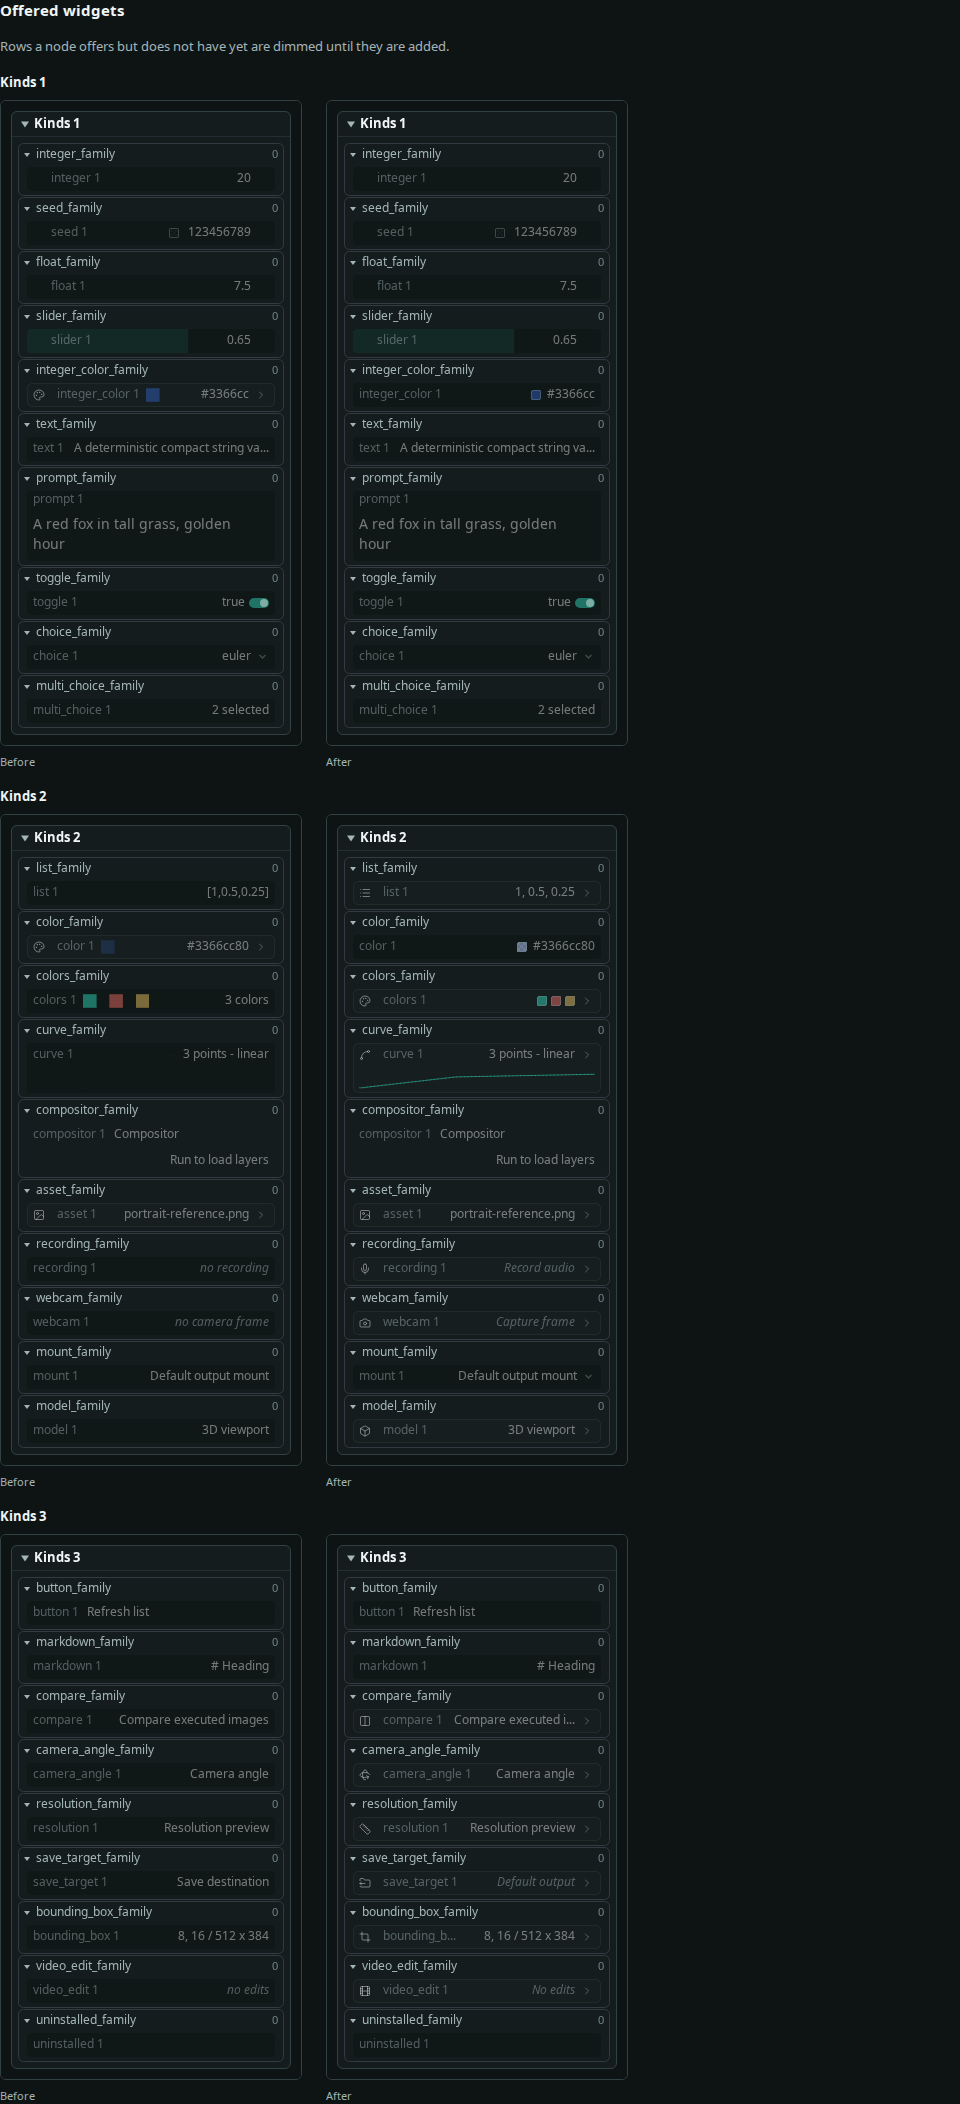 Offered widgets
Rows a node offers but does not have yet are dimmed until they are added.
Kinds 1
Kinds 1
integer_family 0
integer 1 20
seed_family 0
seed 1 123456789
float_family 0
float 1 7.5
slider_family 0
slider 1 0.65
integer_color_family 0
integer_color 1 #3366cc
text_family 0
text 1 A deterministic compact string va...
prompt_family 0
prompt 1
A red fox in tall grass, golden
hour
toggle_family 0
toggle 1 true
choice_family 0
choice 1 euler
multi_choice_family 0
multi_choice 1 2 selected
Before
Kinds 1
integer_family 0
integer 1 20
seed_family 0
seed 1 123456789
float_family 0
float 1 7.5
slider_family 0
slider 1 0.65
integer_color_family 0
integer_color 1 #3366cc
text_family 0
text 1 A deterministic compact string va...
prompt_family 0
prompt 1
A red fox in tall grass, golden
hour
toggle_family 0
toggle 1 true
choice_family 0
choice 1 euler
multi_choice_family 0
multi_choice 1 2 selected
After
Kinds 2
Kinds 2
list_family 0
list 1 [1,0.5,0.25]
color_family 0
color 1 #3366cc80
colors_family 0
colors 1 3 colors
curve_family 0
curve 1 3 points - linear
compositor_family 0
compositor 1 Compositor
Run to load layers
asset_family 0
asset 1 portrait-reference.png
recording_family 0
recording 1 no recording
webcam_family 0
webcam 1 no camera frame
mount_family 0
mount 1 Default output mount
model_family 0
model 1 3D viewport
Before
Kinds 2
list_family 0
list 1 1, 0.5, 0.25
color_family 0
color 1 #3366cc80
colors_family 0
colors 1
curve_family 0
curve 1 3 points - linear
compositor_family 0
compositor 1 Compositor
Run to load layers
asset_family 0
asset 1 portrait-reference.png
recording_family 0
recording 1 Record audio
webcam_family 0
webcam 1 Capture frame
mount_family 0
mount 1 Default output mount
model_family 0
model 1 3D viewport
After
Kinds 3
Kinds 3
button_family 0
button 1 Refresh list
markdown_family 0
markdown 1 # Heading
compare_family 0
compare 1 Compare executed images
camera_angle_family 0
camera_angle 1 Camera angle
resolution_family 0
resolution 1 Resolution preview
save_target_family 0
save_target 1 Save destination
bounding_box_family 0
bounding_box 1 8, 16 / 512 x 384
video_edit_family 0
video_edit 1 no edits
uninstalled_family 0
uninstalled 1
Before
Kinds 3
button_family 0
button 1 Refresh list
markdown_family 0
markdown 1 # Heading
compare_family 0
compare 1 Compare executed i...
camera_angle_family 0
camera_angle 1 Camera angle
resolution_family 0
resolution 1 Resolution preview
save_target_family 0
save_target 1 Default output
bounding_box_family 0
bounding_b... 8, 16 / 512 x 384
video_edit_family 0
video_edit 1 No edits
uninstalled_family 0
uninstalled 1
After